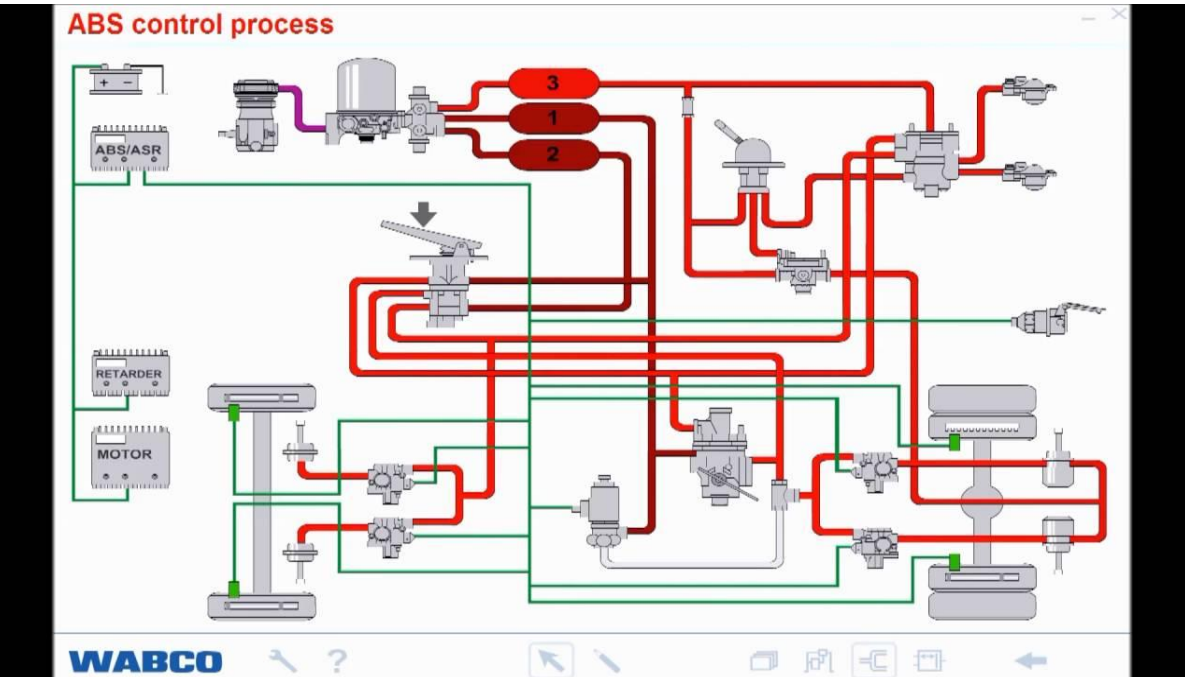 ABS control process
3
1
2
+ −
ABS/ASR
RETARDER
MOTOR
WABCO
?